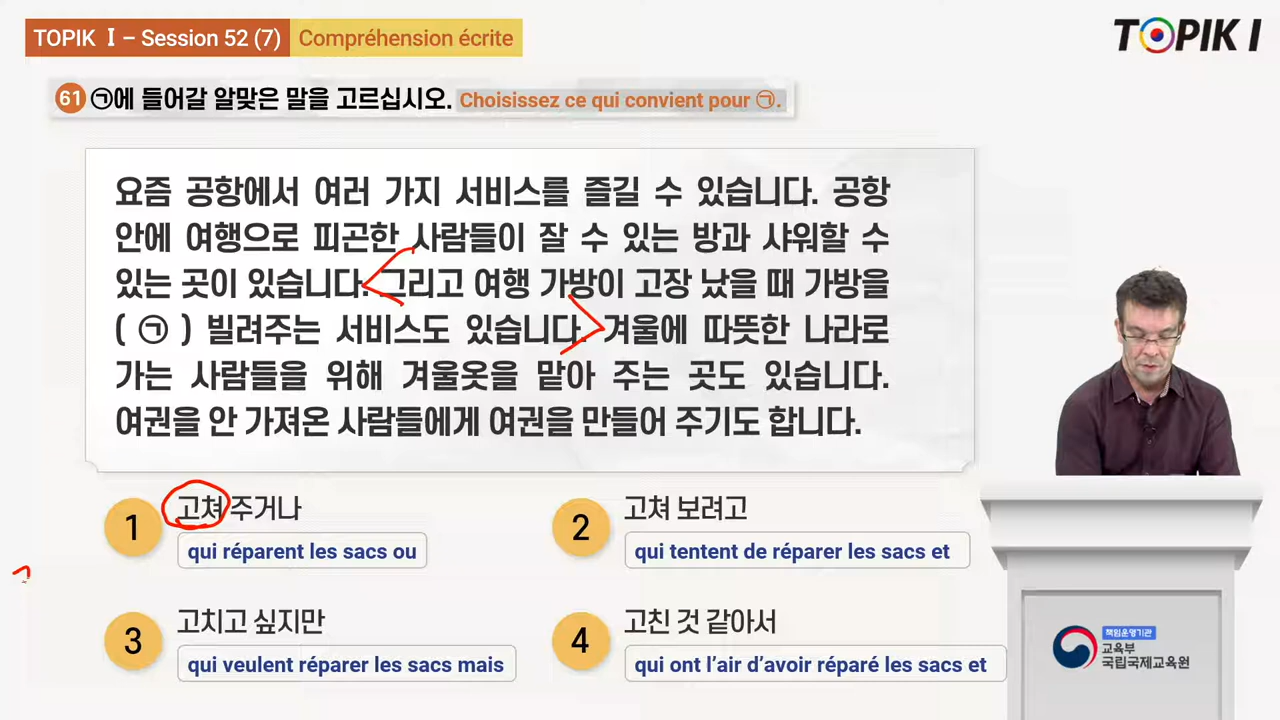 TOPIK Ⅰ – Session 52 (7) Compréhension écrite
TOPIK I
61 ㉠에 들어갈 알맞은 말을 고르십시오. Choisissez ce qui convient pour ㉠.
요즘 공항에서 여러 가지 서비스를 즐길 수 있습니다. 공항
안에 여행으로 피곤한 사람들이 잘 수 있는 방과 샤워할 수
있는 곳이 있습니다. 그리고 여행 가방이 고장 났을 때 가방을
( ㉠ ) 빌려주는 서비스도 있습니다. 겨울에 따뜻한 나라로
가는 사람들을 위해 겨울옷을 맡아 주는 곳도 있습니다.
여권을 안 가져온 사람들에게 여권을 만들어 주기도 합니다.
1 고쳐 주거나
qui réparent les sacs ou
2 고쳐 보려고
qui tentent de réparer les sacs et
3 고치고 싶지만
qui veulent réparer les sacs mais
4 고친 것 같아서
qui ont l'air d'avoir réparé les sacs et
책임운영기관
교육부
국립국제교육원